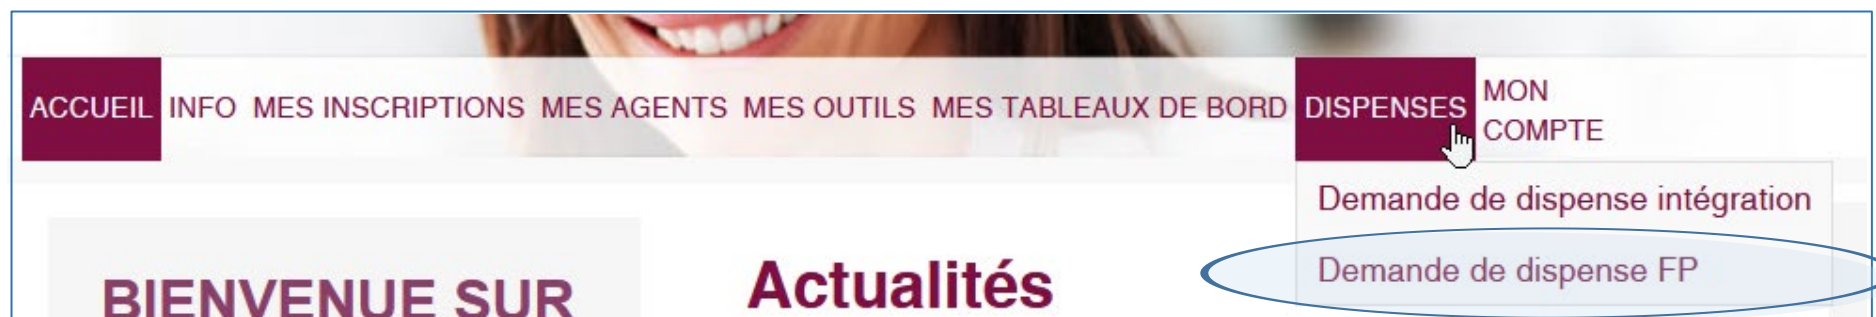 ACCUEIL INFO MES INSCRIPTIONS MES AGENTS MES OUTILS MES TABLEAUX DE BORD DISPENSES MON COMPTE
Demande de dispense intégration
Demande de dispense FP
BIENVENUE SUR
Actualités